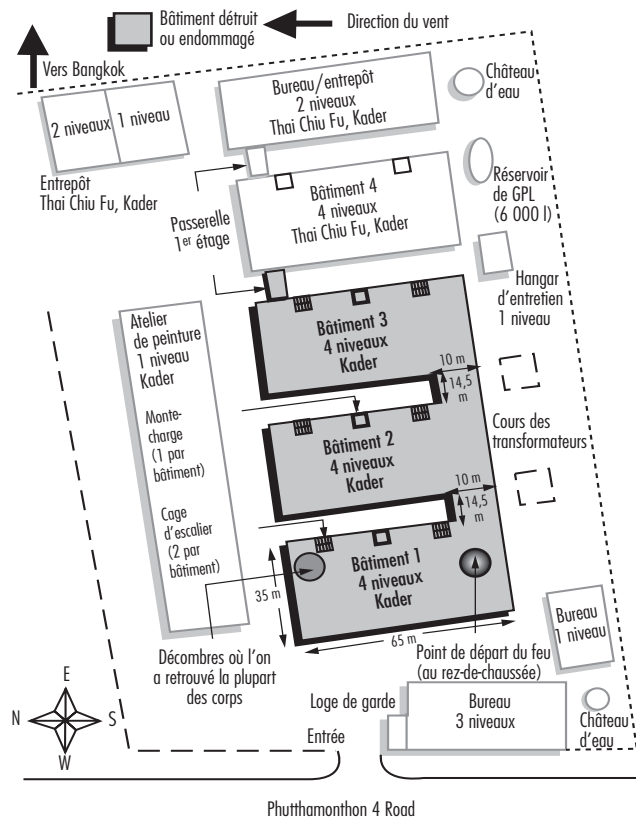 Bâtiment détruit
ou endommagé
Direction du vent
Vers Bangkok
Château
d'eau
Bureau/entrepôt
2 niveaux
Thai Chiu Fu, Kader
2 niveaux
1 niveau
Entrepôt
Thai Chiu Fu, Kader
Réservoir
de GPL
(6 000 l)
Bâtiment 4
4 niveaux
Thai Chiu Fu, Kader
Passerelle
1er étage
Hangar
d'entretien
1 niveau
Atelier
de peinture
1 niveau
Kader
Bâtiment 3
4 niveaux
Kader
10 m
14,5
m
Monte-
charge
(1 par
bâtiment)
Cours des
transformateurs
Bâtiment 2
4 niveaux
Kader
10 m
14,5
m
Cage
d'escalier
(2 par
bâtiment)
Bâtiment 1
4 niveaux
Kader
35 m
65 m
Bureau
1 niveau
Décombres où l'on
a retrouvé la plupart
des corps
Point de départ du feu
(au rez-de-chaussée)
E
N
S
W
Loge de garde
Bureau
3 niveaux
Château
d'eau
Entrée
Phutthamonthon 4 Road